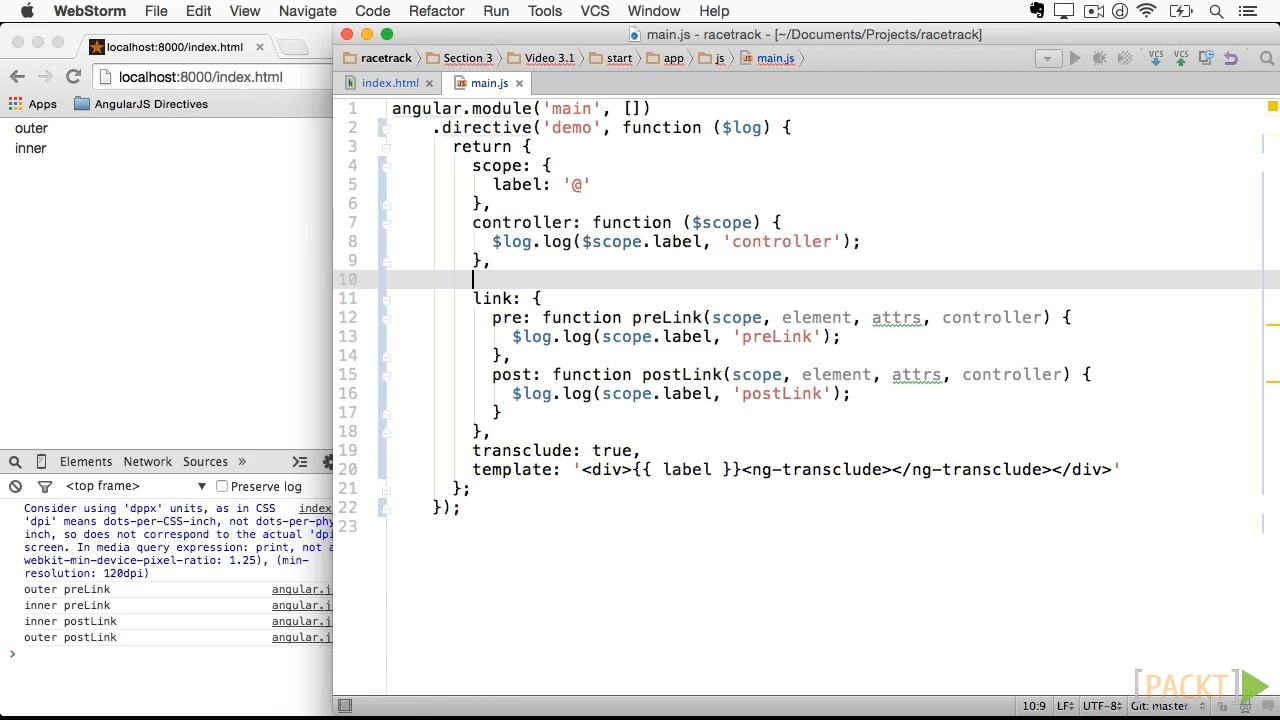 WebStorm File Edit View Navigate Code Refactor Run Tools VCS Window Help
localhost:8000/index.html
localhost:8000/index.html
Apps AngularJS Directives
outer
inner
Elements Network Sources »
<top frame> Preserve log
Consider using 'dppx' units, as in CSS index
'dpi' means dots-per-CSS-inch, not dots-per-phy
inch, so does not correspond to the actual 'dpi
screen. In media query expression: print, not a
webkit-min-device-pixel-ratio: 1.25), (min-
resolution: 120dpi)
outer preLink angular.j
inner preLink angular.j
inner postLink angular.j
outer postLink angular.j
>
main.js - racetrack - [~/Documents/Projects/racetrack]
racetrack Section 3 Video 3.1 start app js main.js
VCS VCS
index.html main.js
1 angular.module('main', [])
2 .directive('demo', function ($log) {
3 return {
4 scope: {
5 label: '@'
6 },
7 controller: function ($scope) {
8 $log.log($scope.label, 'controller');
9 },
10
11 link: {
12 pre: function preLink(scope, element, attrs, controller) {
13 $log.log(scope.label, 'preLink');
14 },
15 post: function postLink(scope, element, attrs, controller) {
16 $log.log(scope.label, 'postLink');
17 }
18 },
19 transclude: true,
20 template: '<div>{{ label }}<ng-transclude></ng-transclude></div>'
21 };
22 });
23
[PACKT]
10:9 LF UTF-8 Git: master